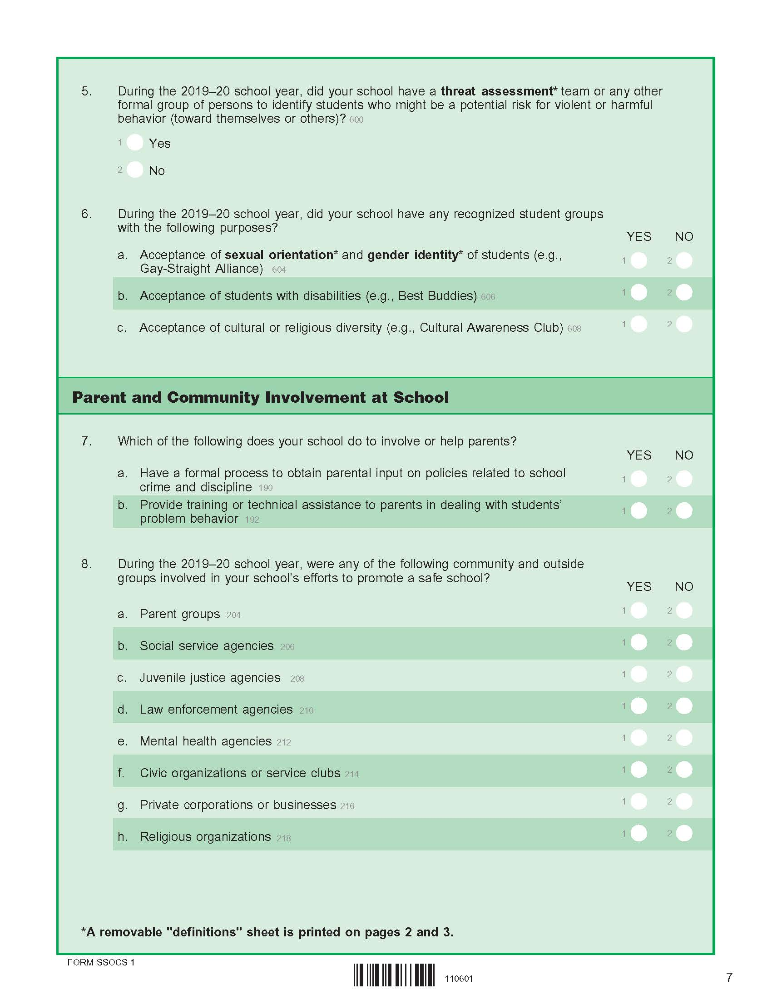 5. During the 2019–20 school year, did your school have a threat assessment* team or any other
formal group of persons to identify students who might be a potential risk for violent or harmful
behavior (toward themselves or others)? 600
1 Yes
2 No
6. During the 2019–20 school year, did your school have any recognized student groups
with the following purposes?
YES NO
a. Acceptance of sexual orientation* and gender identity* of students (e.g.,
Gay-Straight Alliance) 604 1 2
b. Acceptance of students with disabilities (e.g., Best Buddies) 606 1 2
c. Acceptance of cultural or religious diversity (e.g., Cultural Awareness Club) 608 1 2
Parent and Community Involvement at School
7. Which of the following does your school do to involve or help parents?
YES NO
a. Have a formal process to obtain parental input on policies related to school
crime and discipline 190 1 2
b. Provide training or technical assistance to parents in dealing with students’
problem behavior 192 1 2
8. During the 2019–20 school year, were any of the following community and outside
groups involved in your school’s efforts to promote a safe school?
YES NO
a. Parent groups 204 1 2
b. Social service agencies 206 1 2
c. Juvenile justice agencies 208 1 2
d. Law enforcement agencies 210 1 2
e. Mental health agencies 212 1 2
f. Civic organizations or service clubs 214 1 2
g. Private corporations or businesses 216 1 2
h. Religious organizations 218 1 2
*A removable "definitions" sheet is printed on pages 2 and 3.
FORM SSOCS-1
110601
7